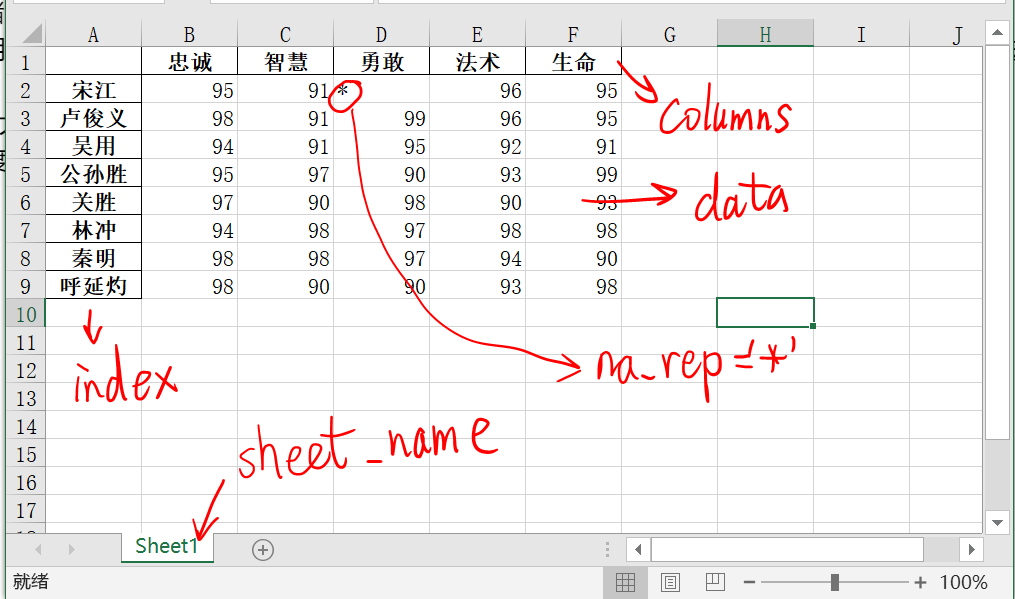 A B C D E F G H I J
1 忠诚 智慧 勇敢 法术 生命
2 宋江 95 91 * 96 95
3 卢俊义 98 91 99 96 95
4 吴用 94 91 95 92 91
5 公孙胜 95 97 90 93 99
6 关胜 97 90 98 90 93
7 林冲 94 98 97 98 98
8 秦明 98 98 97 94 90
9 呼延灼 98 90 90 93 98
10
11
12
13
14
15
16
17
columns
data
index
na_rep='*'
sheet_name
Sheet1
就绪 100%